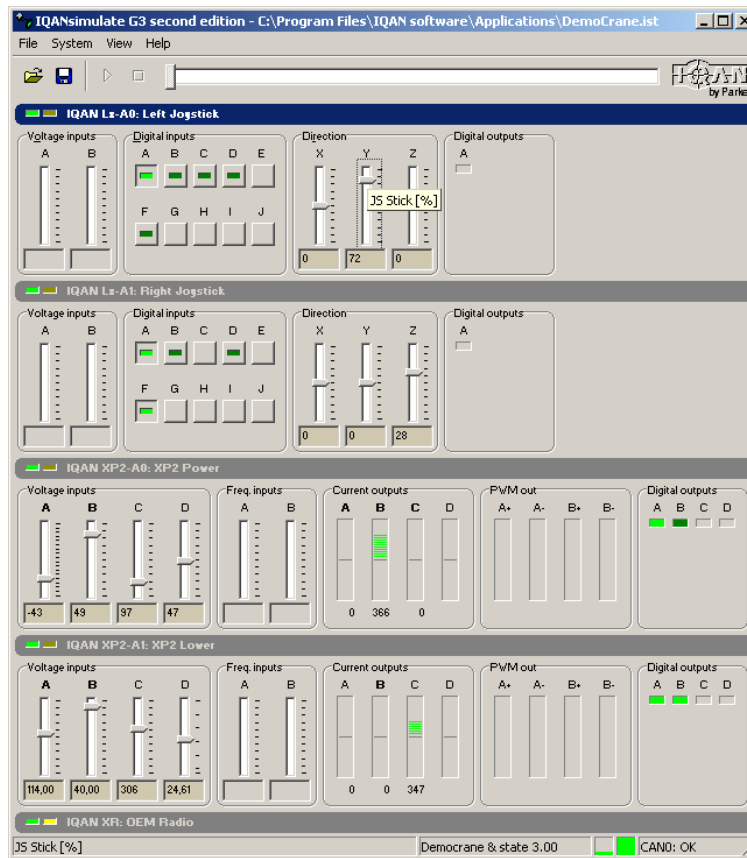 IQANsimulate G3 second edition - C:\Program Files\IQAN software\Applications\DemoCrane.ist
File System View Help
IQAN
by Parke
IQAN Lx-A0: Left Joystick
Voltage inputs Digital inputs Direction Digital outputs
A B A B C D E X Y Z A
JS Stick [%]
F G H I J
0 72 0
IQAN Lx-A1: Right Joystick
Voltage inputs Digital inputs Direction Digital outputs
A B A B C D E X Y Z A
F G H I J
0 0 28
IQAN XP2-A0: XP2 Power
Voltage inputs Freq. inputs Current outputs PWM out Digital outputs
A B C D A B A B C D A+ A- B+ B- A B C D
-43 49 97 47 0 366 0
IQAN XP2-A1: XP2 Lower
Voltage inputs Freq. inputs Current outputs PWM out Digital outputs
A B C D A B A B C D A+ A- B+ B- A B C D
114,00 40,00 306 24,61 0 0 347
IQAN XR: OEM Radio
JS Stick [%] Democrane & state 3.00 CAN0: OK